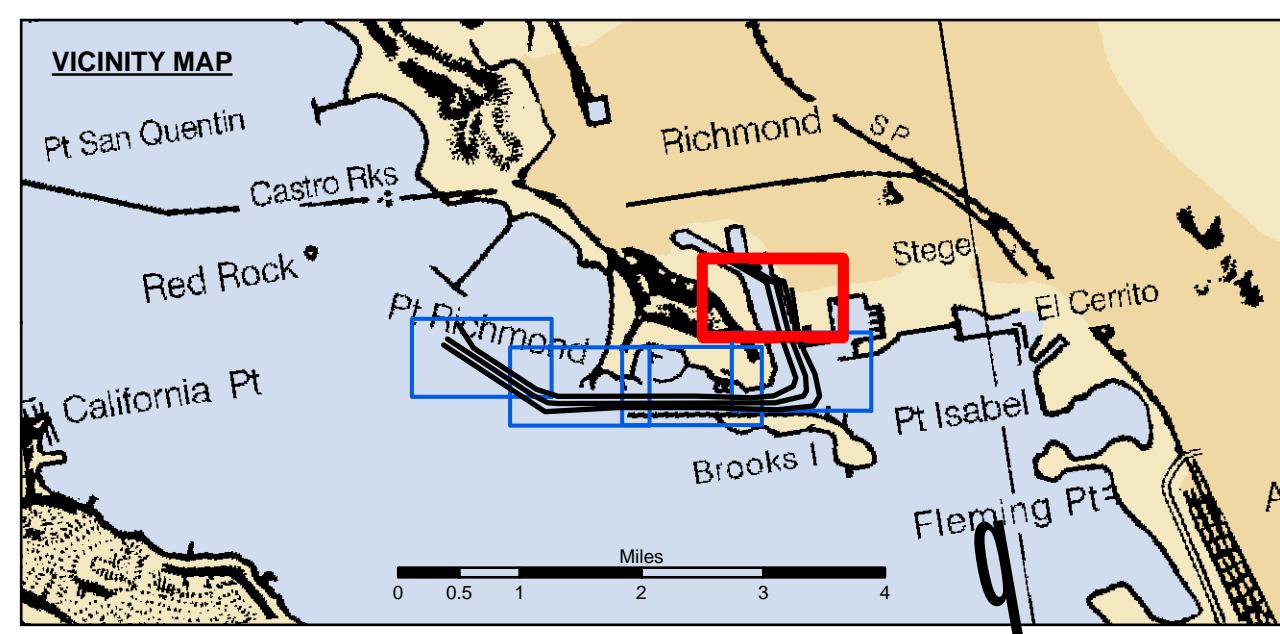 VICINITY MAP
Pt San Quentin
Richmond
S P
Castro Rks
Stege
Red Rock
El Cerrito
Pt Richmond
California Pt
Pt Isabel
Brooks I
Fleming Pt
A
Miles
0 0.5 1 2 3 4